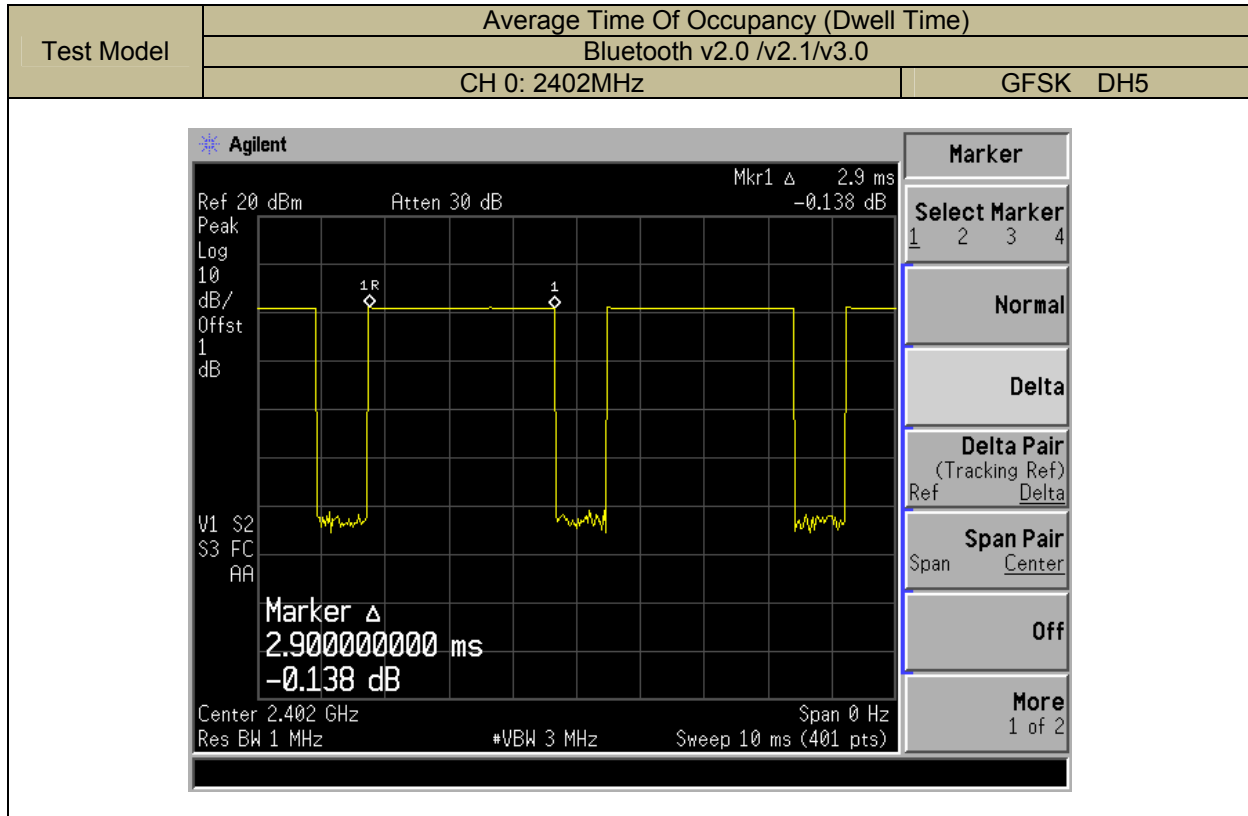 Test Model
Average Time Of Occupancy (Dwell Time)
Bluetooth v2.0 /v2.1/v3.0
CH 0: 2402MHz GFSK DH5
Agilent
Mkr1 Δ 2.9 ms
Ref 20 dBm Atten 30 dB -0.138 dB
Peak
Log
10
dB/
Offst
1
dB
1R
1
V1 S2
S3 FC
AA
Marker Δ
2.900000000 ms
-0.138 dB
Center 2.402 GHz Span 0 Hz
Res BW 1 MHz #VBW 3 MHz Sweep 10 ms (401 pts)
Marker
Select Marker
1 2 3 4
Normal
Delta
Delta Pair
(Tracking Ref)
Ref Delta
Span Pair
Span Center
Off
More
1 of 2